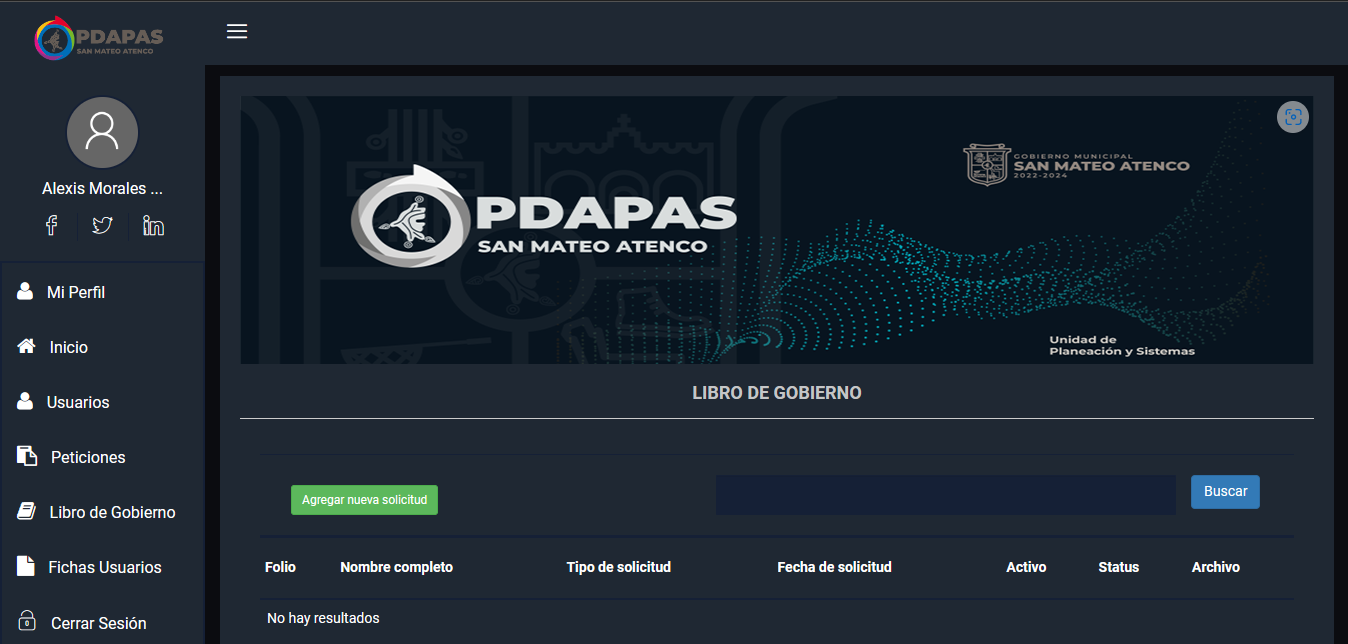 PDAPAS
SAN MATEO ATENCO
Alexis Morales ...
Mi Perfil
Inicio
Usuarios
Peticiones
Libro de Gobierno
Fichas Usuarios
Cerrar Sesión
PDAPAS
SAN MATEO ATENCO
GOBIERNO MUNICIPAL
SAN MATEO ATENCO
2022-2024
Unidad de
Planeación y Sistemas
LIBRO DE GOBIERNO
Agregar nueva solicitud
Buscar
Folio Nombre completo Tipo de solicitud Fecha de solicitud Activo Status Archivo
No hay resultados